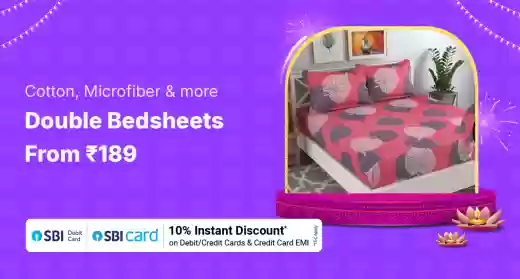 Cotton, Microfiber & more
Double Bedsheets
From ₹189
SBI Debit Card
SBI card
10% Instant Discount*
on Debit/Credit Cards & Credit Card EMI
*T&C Apply